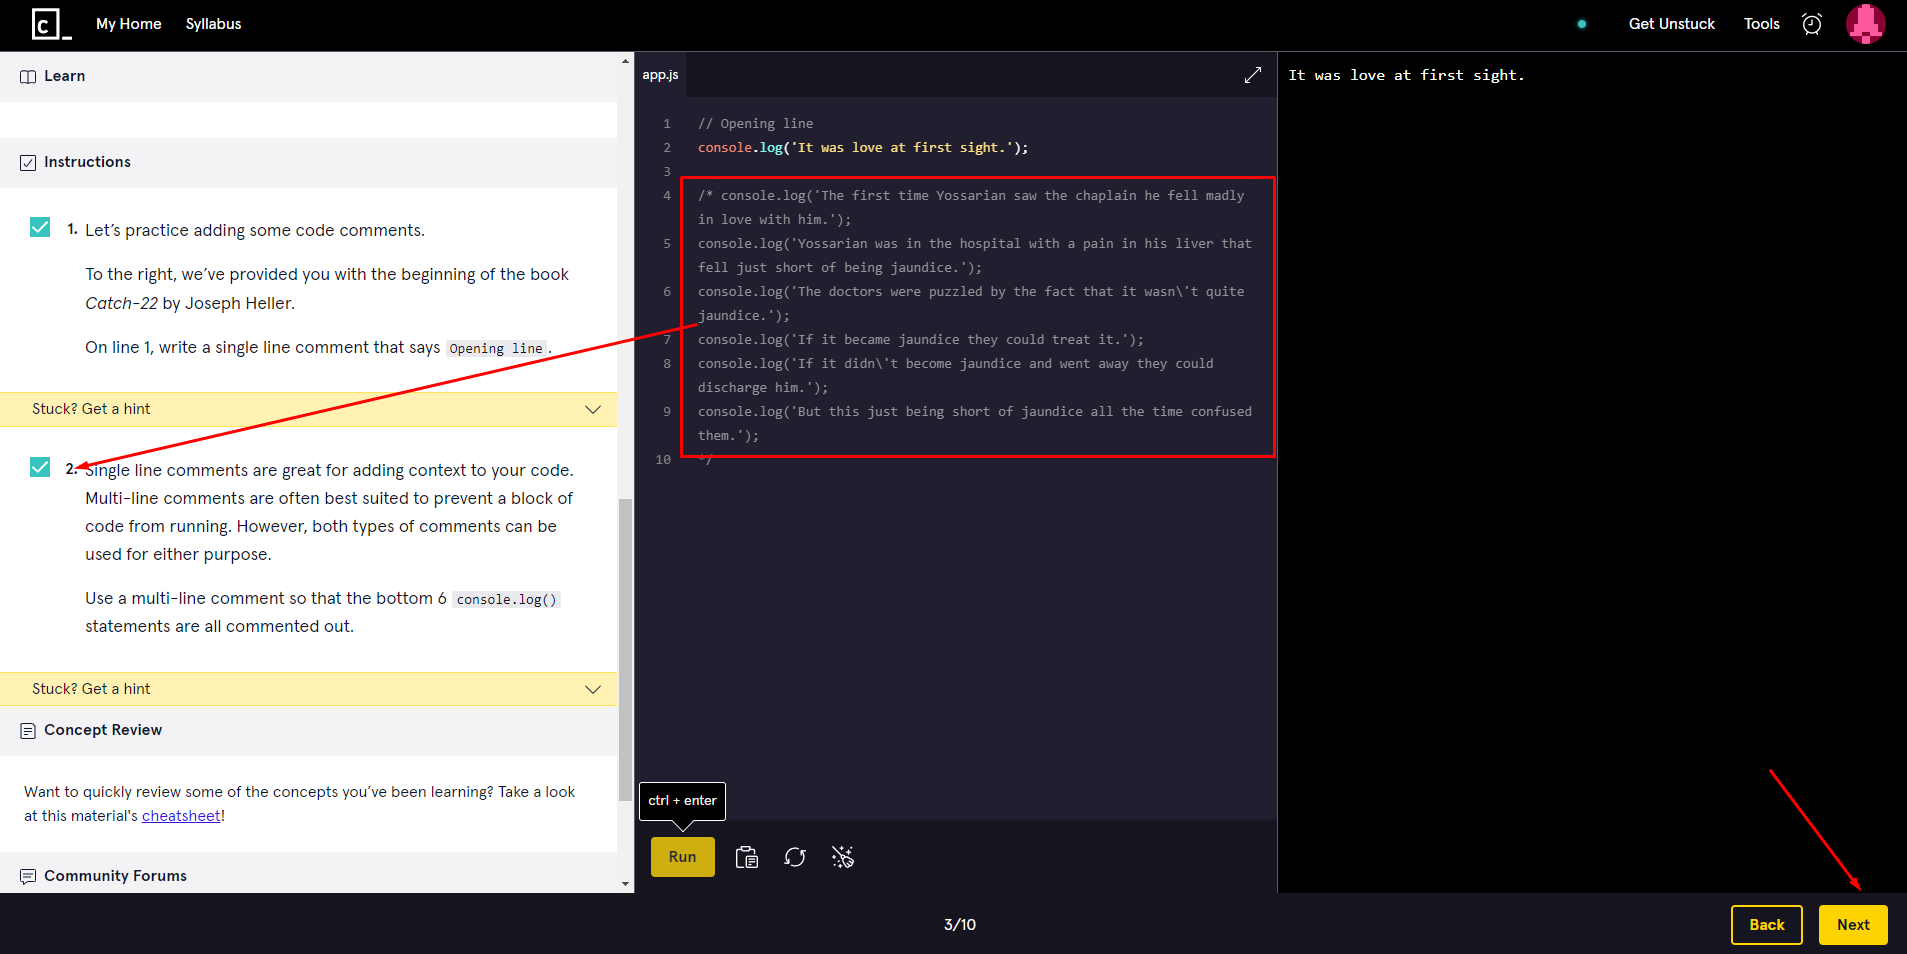 c_ My Home Syllabus Get Unstuck Tools
Learn
Instructions
1. Let's practice adding some code comments.
To the right, we've provided you with the beginning of the book
Catch-22 by Joseph Heller.
On line 1, write a single line comment that says Opening line.
Stuck? Get a hint
2. Single line comments are great for adding context to your code.
Multi-line comments are often best suited to prevent a block of
code from running. However, both types of comments can be
used for either purpose.
Use a multi-line comment so that the bottom 6 console.log()
statements are all commented out.
Stuck? Get a hint
Concept Review
Want to quickly review some of the concepts you've been learning? Take a look
at this material's cheatsheet!
Community Forums
app.js
1 // Opening line
2 console.log('It was love at first sight.');
3
4 /* console.log('The first time Yossarian saw the chaplain he fell madly
in love with him.');
5 console.log('Yossarian was in the hospital with a pain in his liver that
fell just short of being jaundice.');
6 console.log('The doctors were puzzled by the fact that it wasn\'t quite
jaundice.');
7 console.log('If it became jaundice they could treat it.');
8 console.log('If it didn\'t become jaundice and went away they could
discharge him.');
9 console.log('But this just being short of jaundice all the time confused
them.');
10 */
ctrl + enter
Run
It was love at first sight.
3/10
Back Next